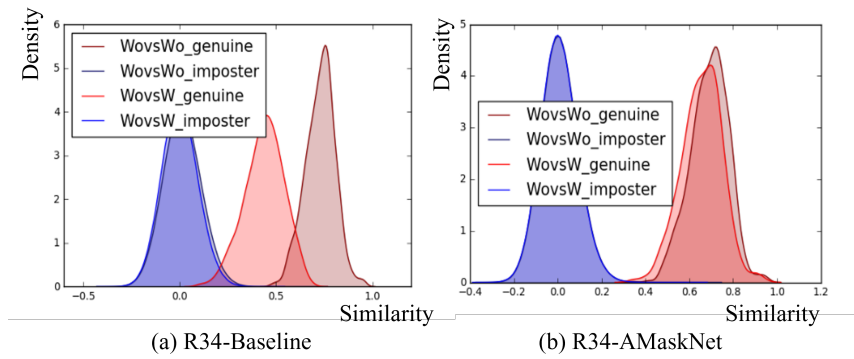 Density
6
5
4
3
2
1
0
WovsWo_genuine
WovsWo_imposter
WovsW_genuine
WovsW_imposter
−0.5 0.0 0.5 1.0
Similarity
(a) R34-Baseline
Density
5
4
3
2
1
0
WovsWo_genuine
WovsWo_imposter
WovsW_genuine
WovsW_imposter
−0.4 −0.2 0.0 0.2 0.4 0.6 0.8 1.0 1.2
Similarity
(b) R34-AMaskNet